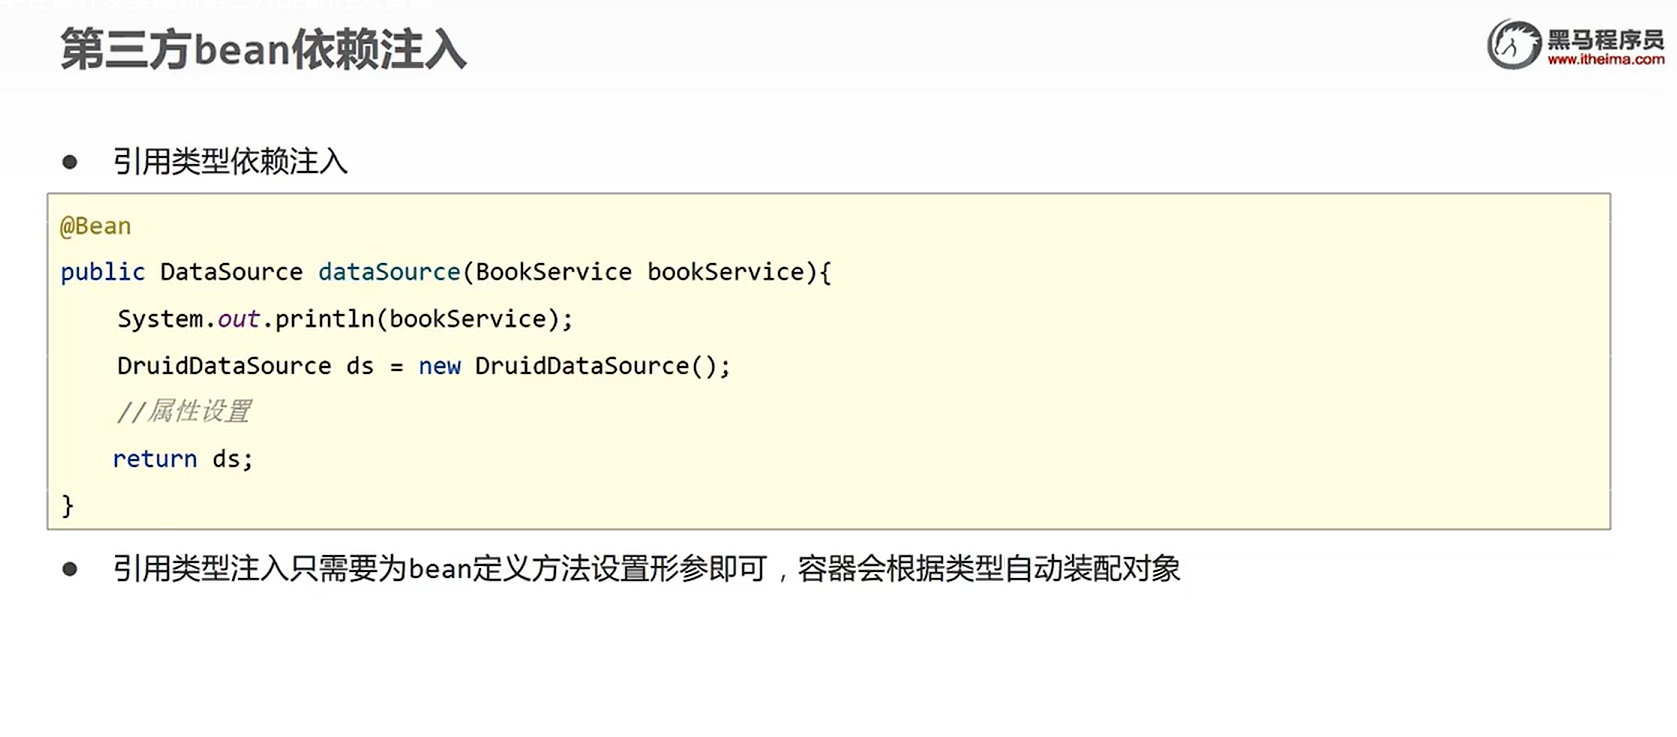 第三方bean依赖注入
黑马程序员
www.itheima.com
● 引用类型依赖注入
@Bean
public DataSource dataSource(BookService bookService){
System.out.println(bookService);
DruidDataSource ds = new DruidDataSource();
//属性设置
return ds;
}
● 引用类型注入只需要为bean定义方法设置形参即可，容器会根据类型自动装配对象